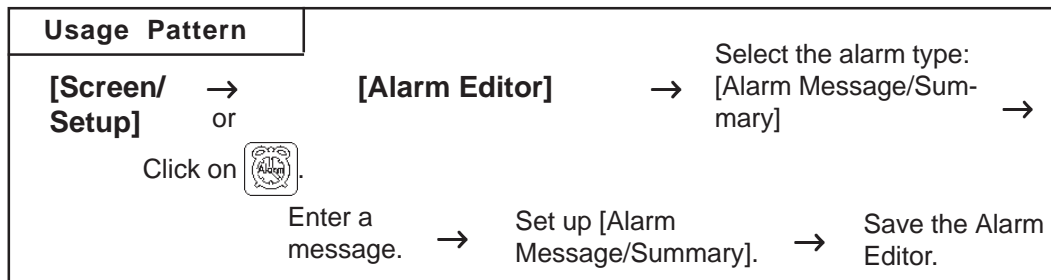 Usage Pattern
[Screen/ → [Alarm Editor] → Select the alarm type:
Setup] or [Alarm Message/Sum-
mary] →
Click on Alarm.
Enter a → Set up [Alarm → Save the Alarm
message. Message/Summary]. Editor.